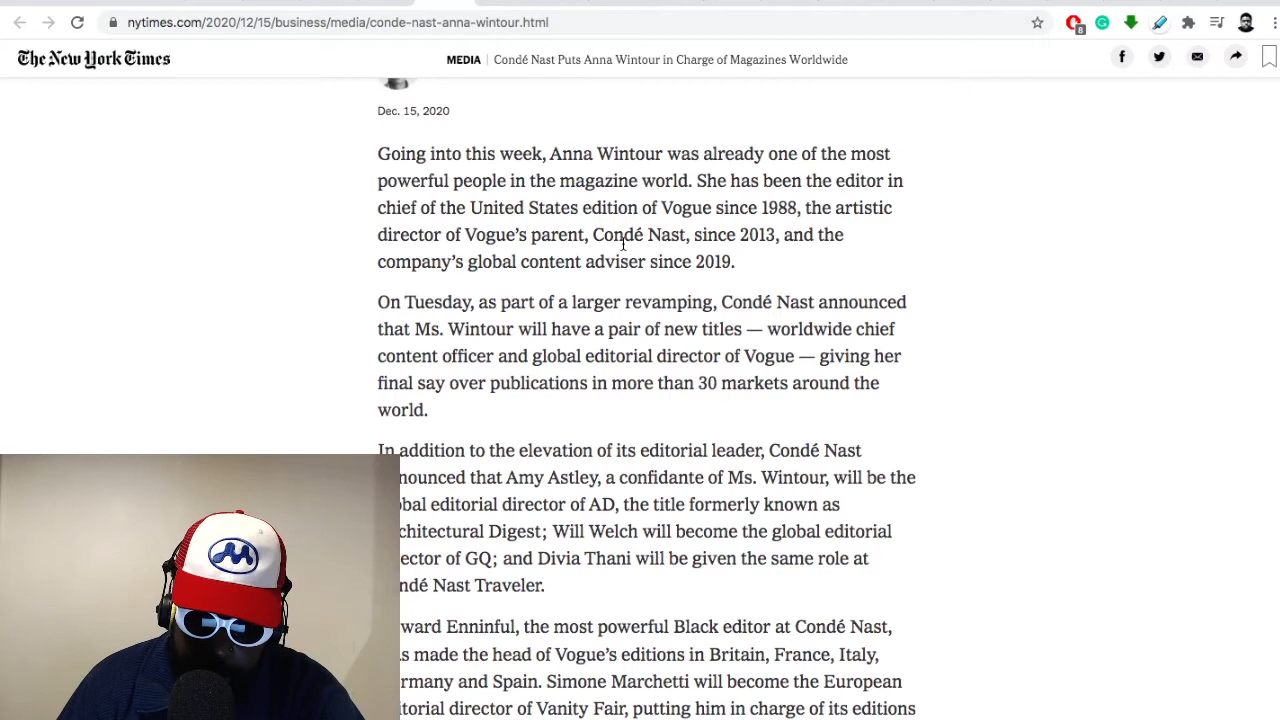 nytimes.com/2020/12/15/business/media/conde-nast-anna-wintour.html
8
The New York Times
MEDIA | Condé Nast Puts Anna Wintour in Charge of Magazines Worldwide
Dec. 15, 2020
Going into this week, Anna Wintour was already one of the most
powerful people in the magazine world. She has been the editor in
chief of the United States edition of Vogue since 1988, the artistic
director of Vogue’s parent, Condé Nast, since 2013, and the
company’s global content adviser since 2019.
On Tuesday, as part of a larger revamping, Condé Nast announced
that Ms. Wintour will have a pair of new titles — worldwide chief
content officer and global editorial director of Vogue — giving her
final say over publications in more than 30 markets around the
world.
In addition to the elevation of its editorial leader, Condé Nast
nounced that Amy Astley, a confidante of Ms. Wintour, will be the
obal editorial director of AD, the title formerly known as
chitectural Digest; Will Welch will become the global editorial
ector of GQ; and Divia Thani will be given the same role at
ndé Nast Traveler.
ward Enninful, the most powerful Black editor at Condé Nast,
s made the head of Vogue’s editions in Britain, France, Italy,
rmany and Spain. Simone Marchetti will become the European
itorial director of Vanity Fair, putting him in charge of its editions